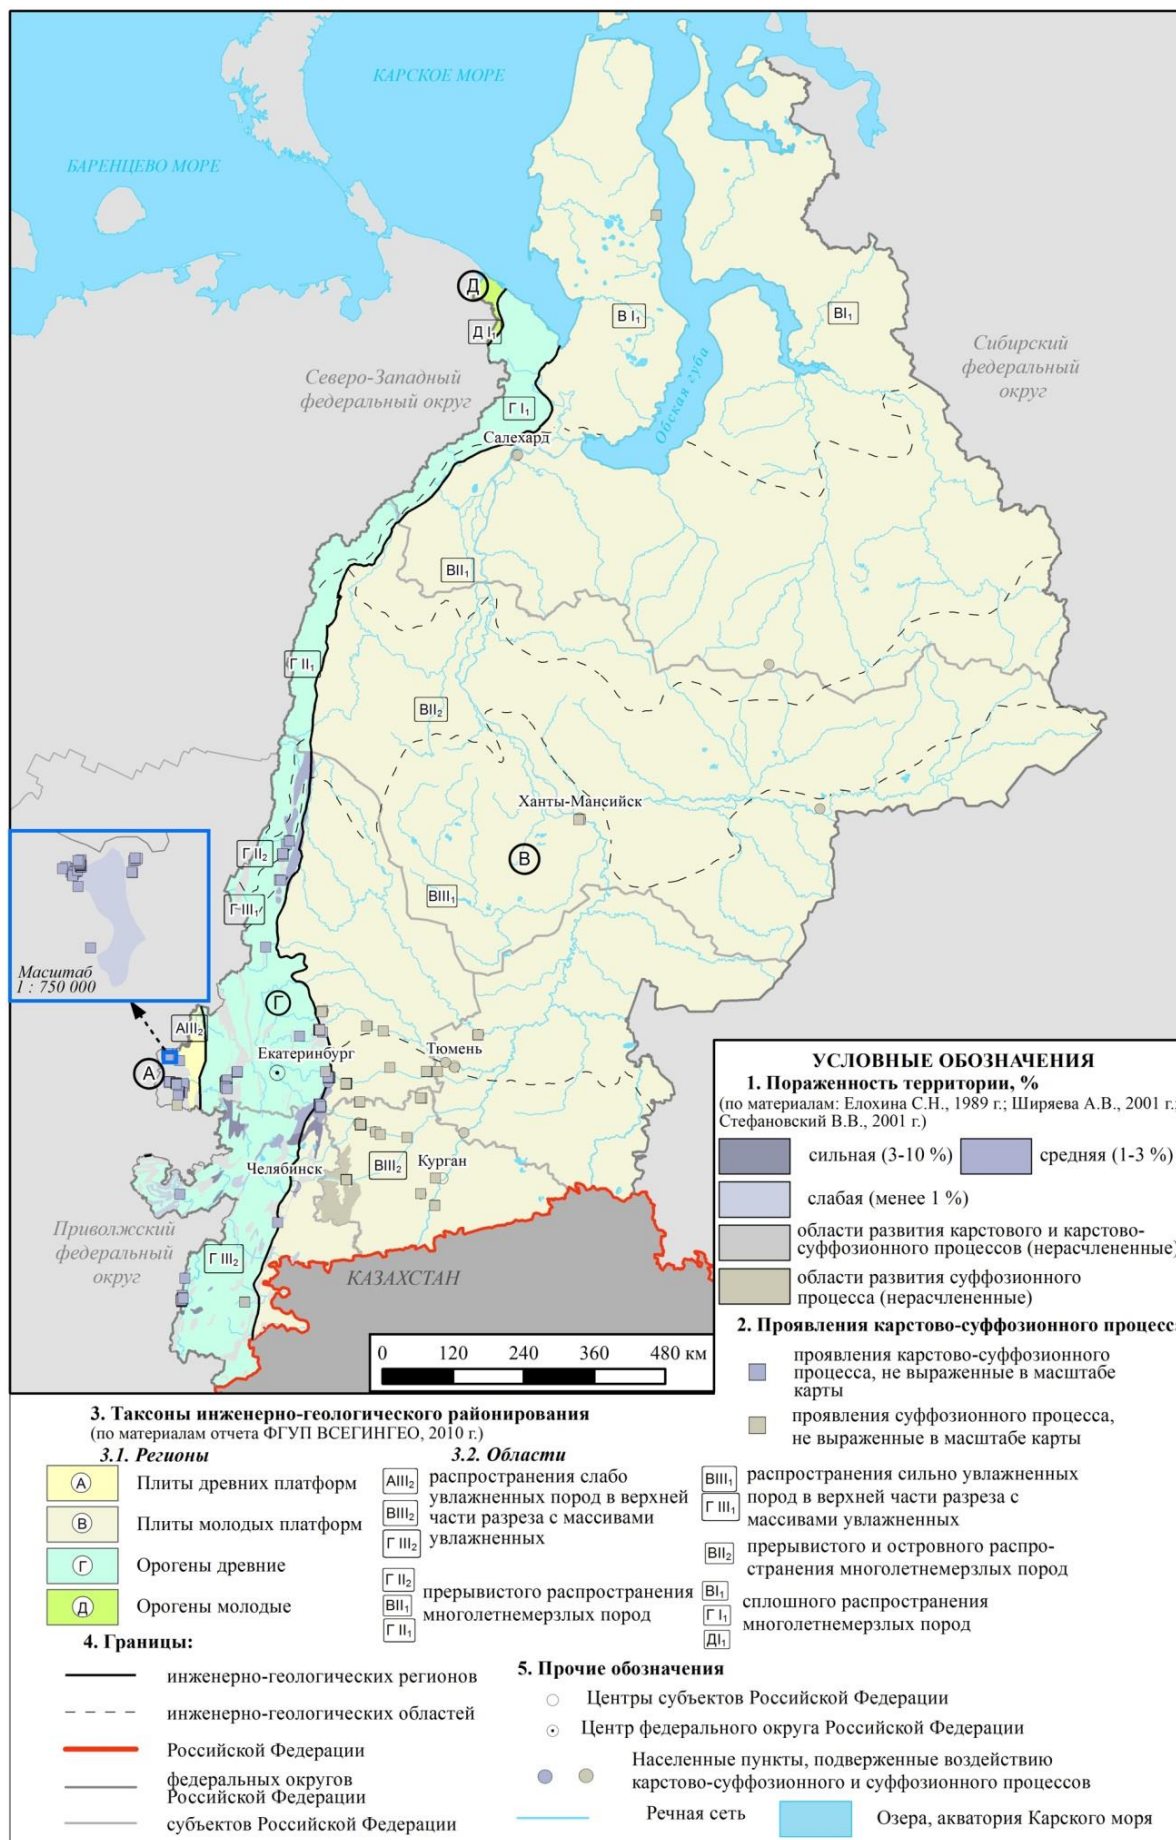 КАРСКОЕ МОРЕ
БАРЕНЦЕВО МОРЕ
Д
Д I₁
В I₁
ВI₁
Северо-Западный
федеральный округ
Сибирский
федеральный
округ
Обская губа
Г I₁
Салехард
ВII₁
Г II₁
ВII₂
Ханты-Мансийск
Г II₂
В
ВIII₁
Г III₁
Масштаб
1 : 750 000
Г
АIII₂
А
Екатеринбург
Тюмень
Челябинск
ВIII₂
Курган
Приволжский
федеральный
округ
Г III₂
КАЗАХСТАН
0 120 240 360 480 км
УСЛОВНЫЕ ОБОЗНАЧЕНИЯ
1. Пораженность территории, %
(по материалам: Елохина С.Н., 1989 г.; Ширяева А.В., 2001 г.;
Стефановский В.В., 2001 г.)
сильная (3-10 %) средняя (1-3 %)
слабая (менее 1 %)
области развития карстового и карстово-
суффозионного процессов (нерасчлененные)
области развития суффозионного
процесса (нерасчлененные)
2. Проявления карстово-суффозионного процесс
проявления карстово-суффозионного
процесса, не выраженные в масштабе
карты
проявления суффозионного процесса,
не выраженные в масштабе карты
3. Таксоны инженерно-геологического районирования
(по материалам отчета ФГУП ВСЕГИНГЕО, 2010 г.)
3.1. Регионы
А Плиты древних платформ
В Плиты молодых платформ
Г Орогены древние
Д Орогены молодые
3.2. Области
АIII₂ распространения слабо
увлажненных пород в верхней
ВIII₂ части разреза с массивами
Г III₂ увлажненных
Г II₂
ВII₁ прерывистого распространения
Г II₁ многолетнемерзлых пород
ВIII₁ распространения сильно увлажненных
Г III₁ пород в верхней части разреза с
массивами увлажненных
ВII₂ прерывистого и островного распро-
странения многолетнемерзлых пород
ВI₁
Г I₁ сплошного распространения
ДI₁ многолетнемерзлых пород
4. Границы:
инженерно-геологических регионов
инженерно-геологических областей
Российской Федерации
федеральных округов
Российской Федерации
субъектов Российской Федерации
5. Прочие обозначения
Центры субъектов Российской Федерации
Центр федерального округа Российской Федерации
Населенные пункты, подверженные воздействию
карстово-суффозионного и суффозионного процессов
Речная сеть Озера, акватория Карского моря